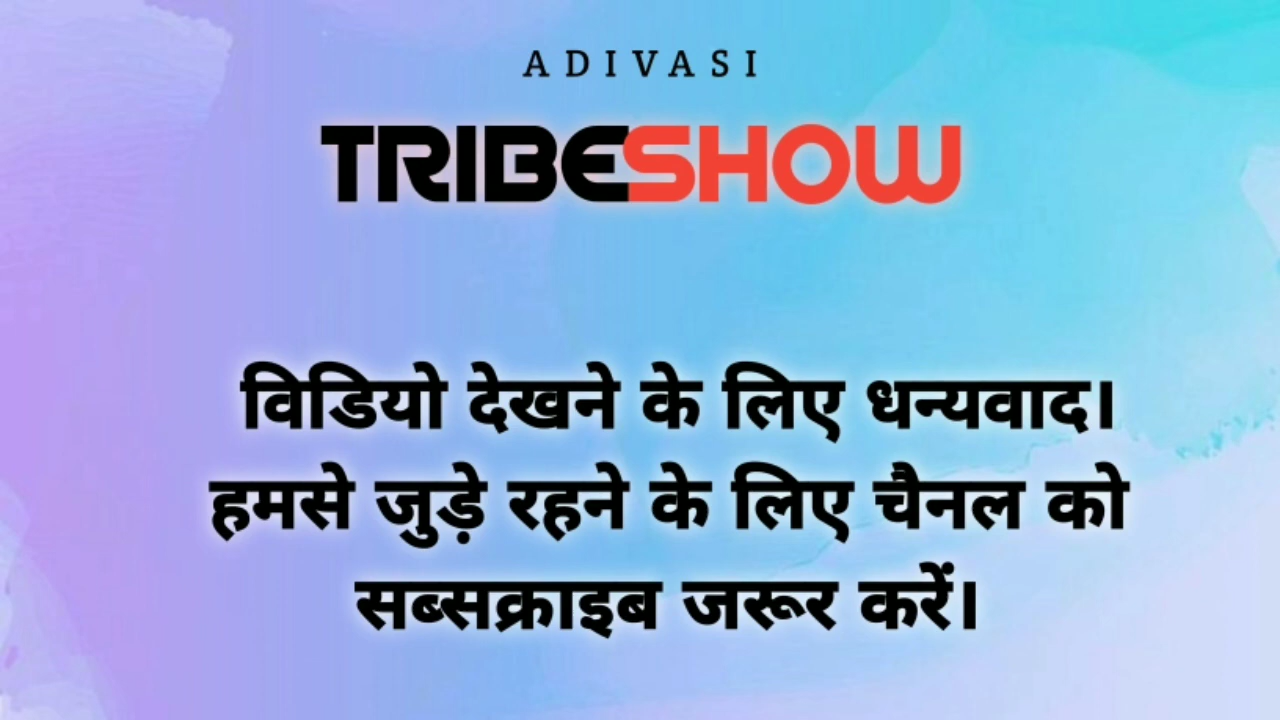 ADIVASI
TRIBESHOW
विडियो देखने के लिए धन्यवाद।
हमसे जुड़े रहने के लिए चैनल को
सब्सक्राइब जरूर करें।